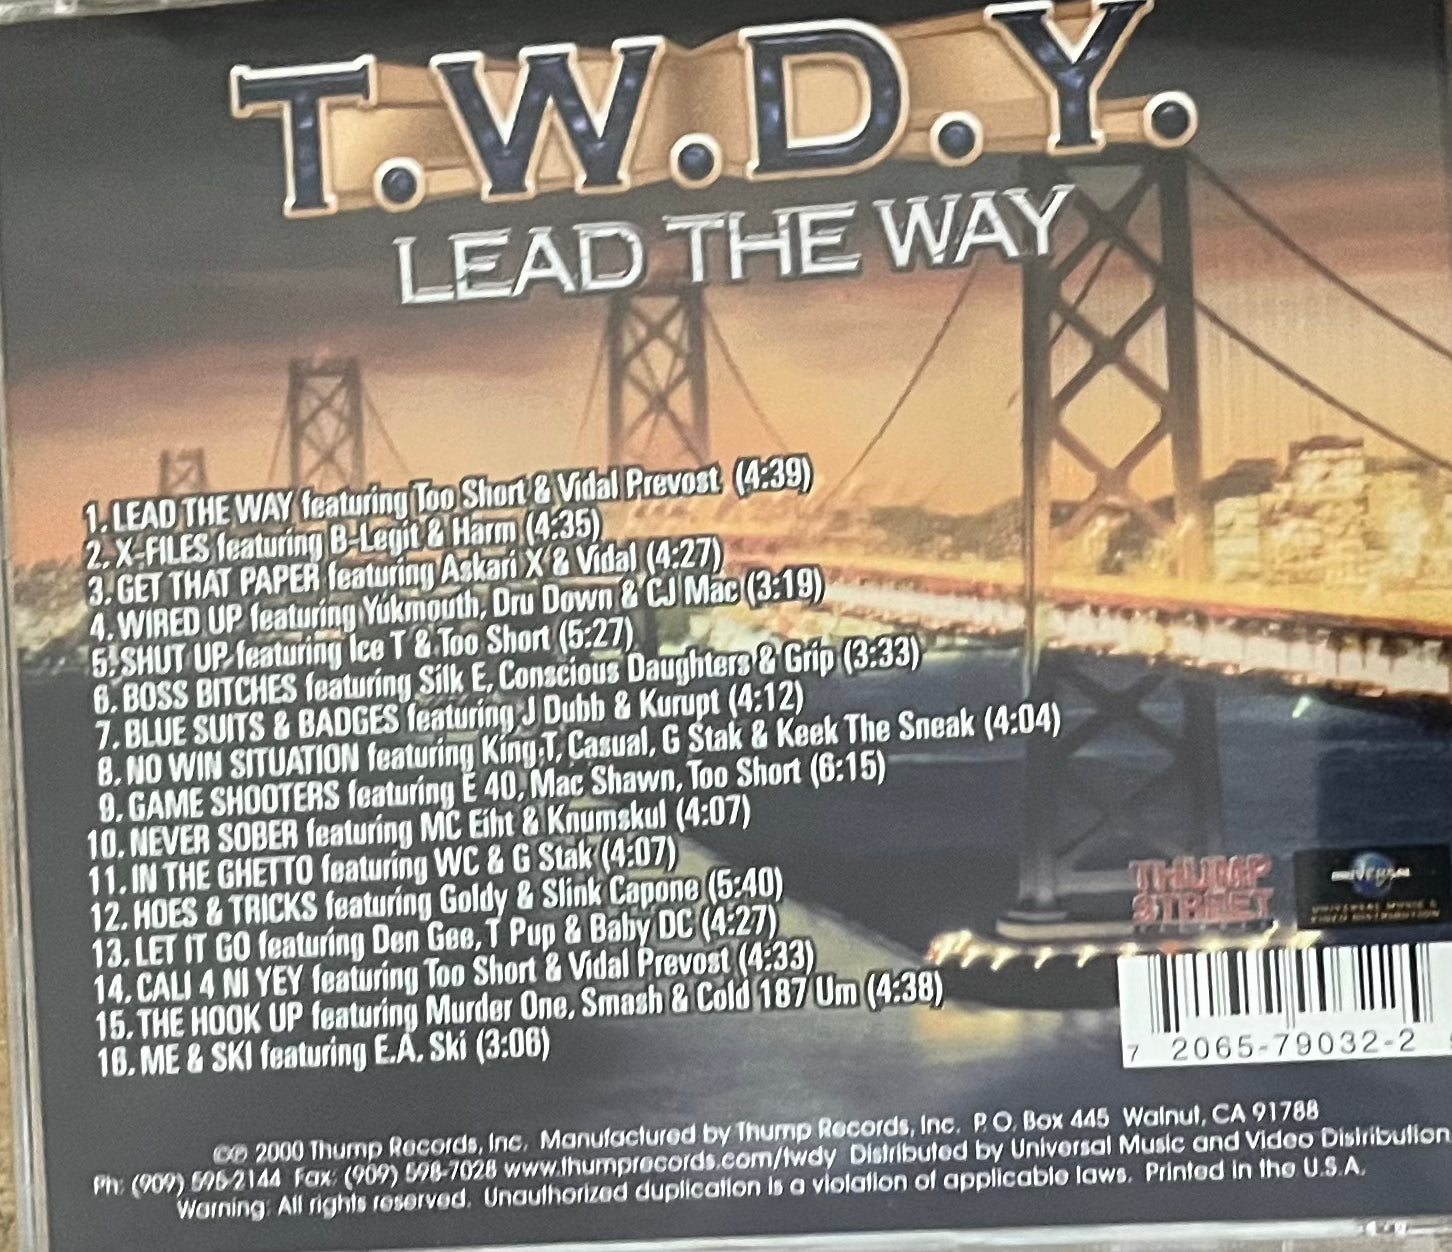 T.W.D.Y.
LEAD THE WAY
1. LEAD THE WAY featuring Too Short & Vidal Prevost (4:39)
2. X-FILES featuring B-Legit & Harm (4:35)
3. GET THAT PAPER featuring Askari X & Vidal (4:27)
4. WIRED UP featuring Yukmouth, Dru Down & CJ Mac (3:19)
5. SHUT UP featuring Ice T & Too Short (5:27)
6. BOSS BITCHES featuring Silk E, Conscious Daughters & Grip (3:33)
7. BLUE SUITS & BADGES featuring J Dubb & Kurupt (4:12)
8. NO WIN SITUATION featuring King T, Casual, G Stak & Keek The Sneak (4:04)
9. GAME SHOOTERS featuring E 40, Mac Shawn, Too Short (6:15)
10. NEVER SOBER featuring MC Eiht & Knumskul (4:07)
11. IN THE GHETTO featuring WC & G Stak (4:07)
12. HOES & TRICKS featuring Goldy & Slink Capone (5:40)
13. LET IT GO featuring Den Gee, T Pup & Baby DC (4:27)
14. CALI 4 NI YEY featuring Too Short & Vidal Prevost (4:33)
15. THE HOOK UP featuring Murder One, Smash & Cold 187 Um (4:38)
16. ME & SKI featuring E.A. Ski (3:06)
THUMP
STREET
UNIVERSAL
UNIVERSAL MUSIC &
VIDEO DISTRIBUTION
7 2065-79032-2
©℗ 2000 Thump Records, Inc. Manufactured by Thump Records, Inc. P.O. Box 445 Walnut, CA 91788
Ph: (909) 595-2144 Fax: (909) 598-7028 www.thumprecords.com/twdy Distributed by Universal Music and Video Distribution
Warning: All rights reserved. Unauthorized duplication is a violation of applicable laws. Printed in the U.S.A.